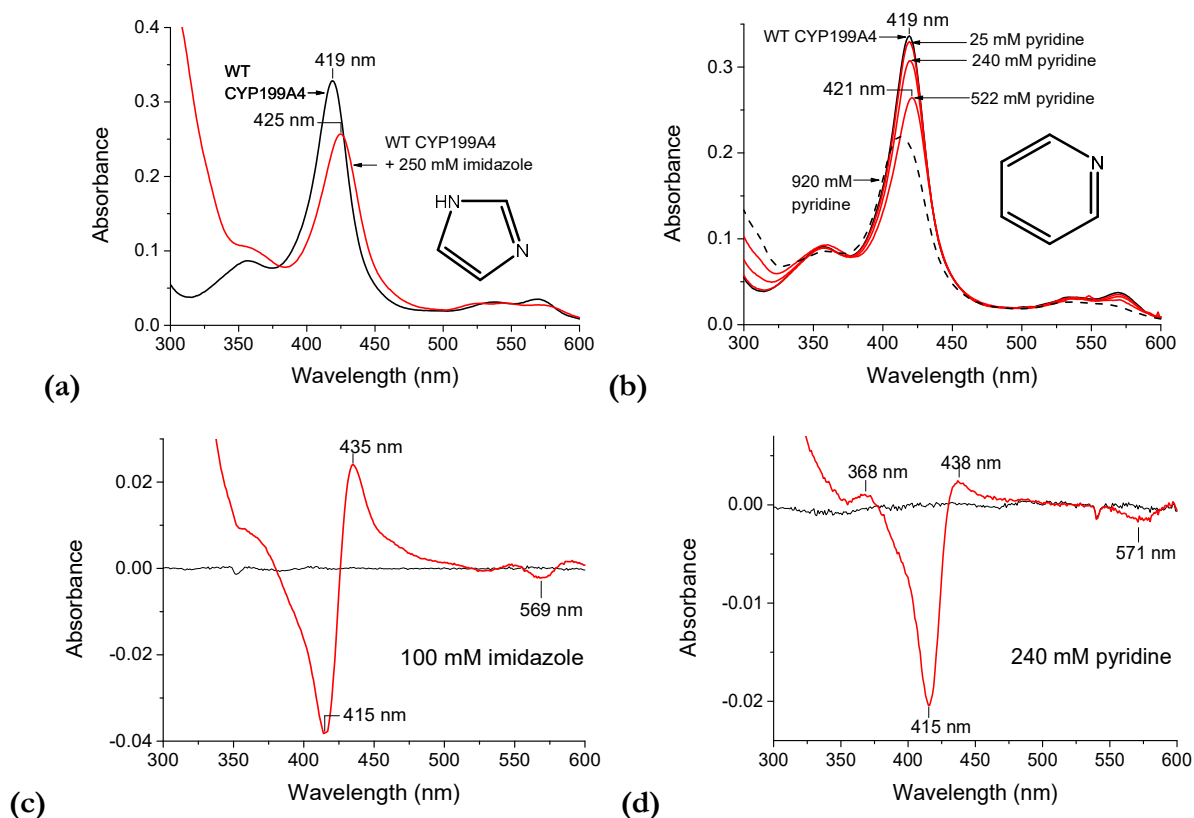 0.4
0.3
0.2
0.1
0.0
300
350
400
450
500
550
600
Absorbance
Wavelength (nm)
419 nm
WT
CYP199A4
425 nm
WT CYP199A4
+ 250 mM imidazole
HN
N
(a)
0.3
0.2
0.1
0.0
300
350
400
450
500
550
600
Absorbance
Wavelength (nm)
419 nm
WT CYP199A4
25 mM pyridine
240 mM pyridine
421 nm
522 mM pyridine
920 mM
pyridine
N
(b)
0.02
0.00
-0.02
-0.04
300
350
400
450
500
550
600
Absorbance
Wavelength (nm)
435 nm
569 nm
415 nm
100 mM imidazole
(c)
0.00
-0.01
-0.02
300
350
400
450
500
550
600
Absorbance
Wavelength (nm)
368 nm
438 nm
571 nm
415 nm
240 mM pyridine
(d)